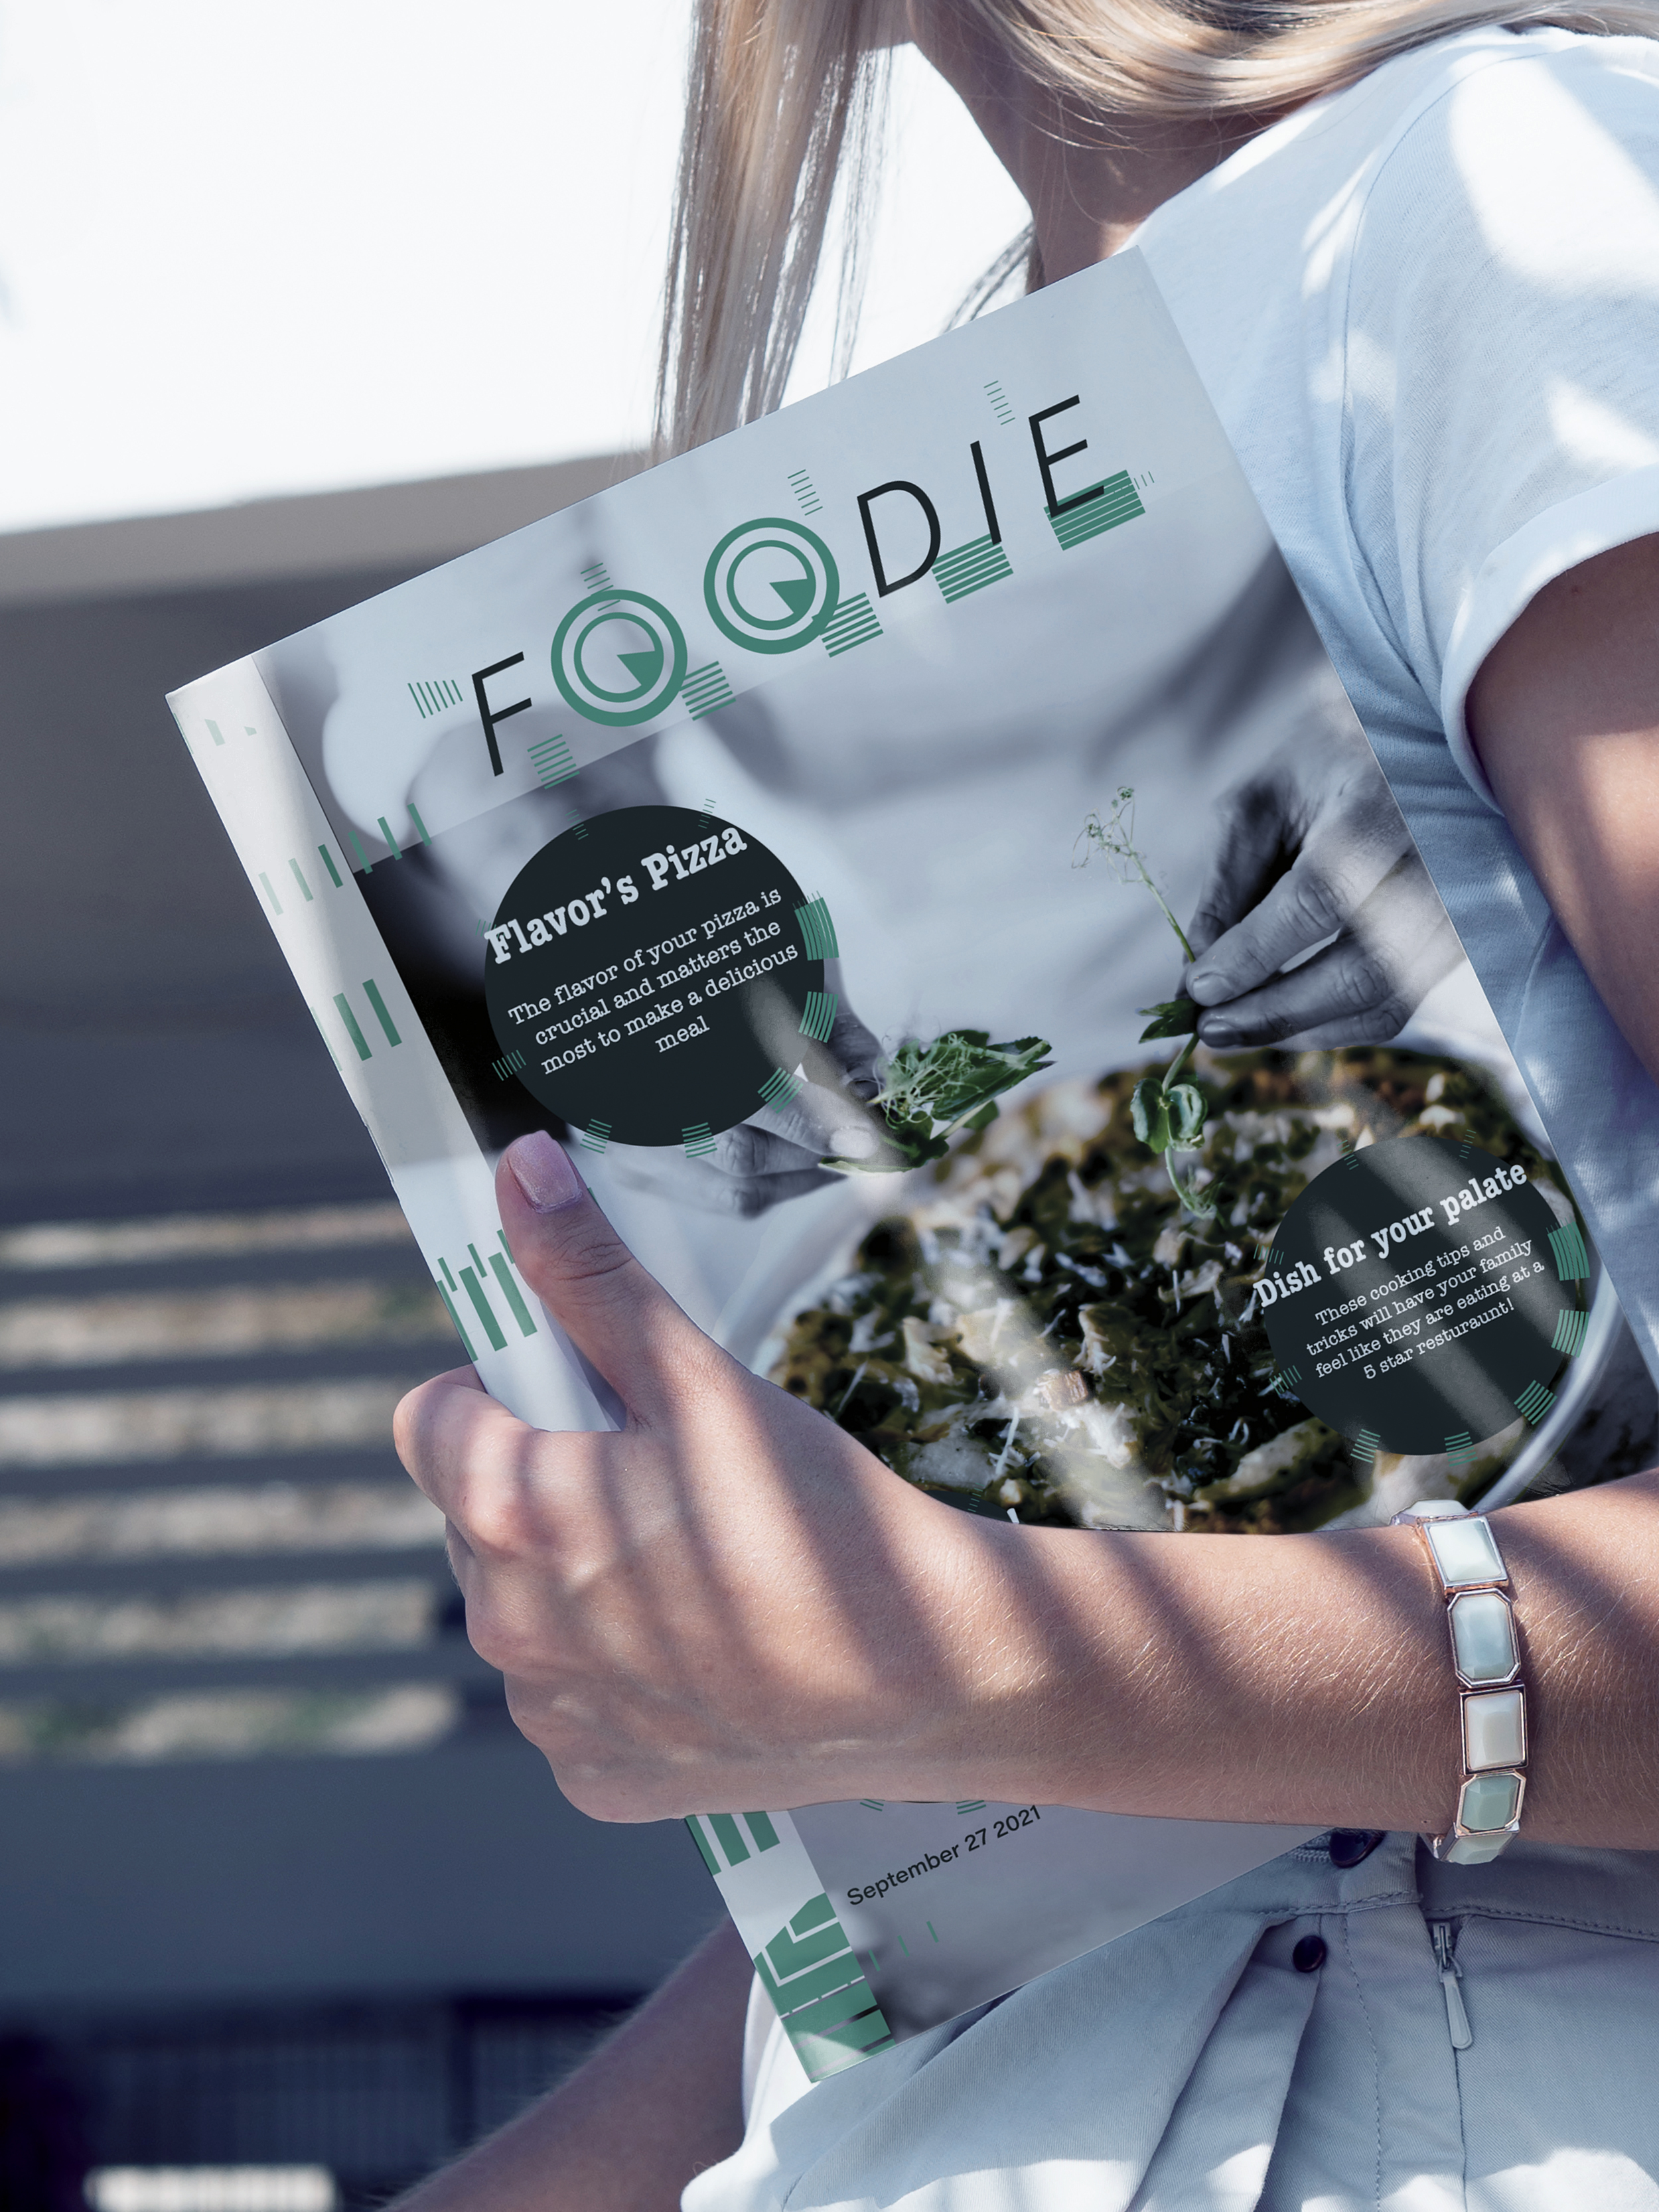 FOODIE
Flavor's Pizza
The flavor of your pizza is
crucial and matters the
most to make a delicious
meal
Dish for your palate
These cooking tips and
tricks will have your family
feel like they are eating at a
5 star resturaunt!
September 27 2021